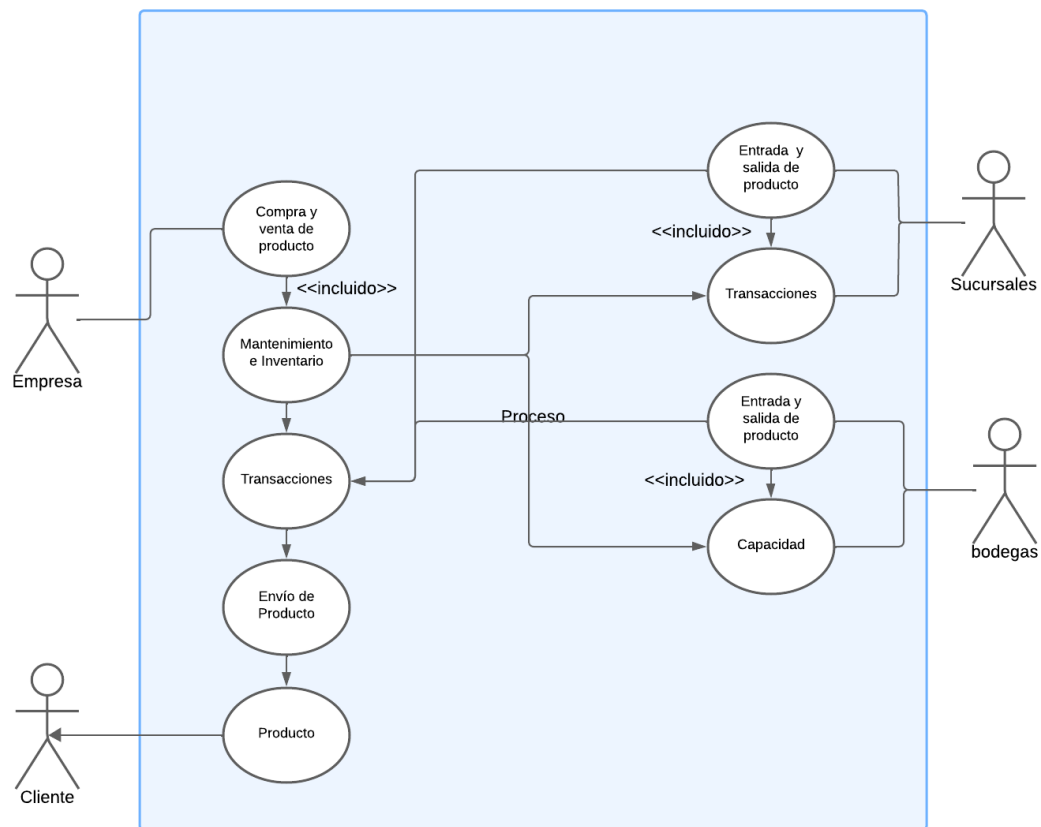 Entrada y
salida de
producto
Compra y
venta de
producto
<<incluido>>
Sucursales
<<incluido>>
Transacciones
Mantenimiento
e Inventario
Empresa
Proceso
Entrada y
salida de
producto
Transacciones
<<incluido>>
Capacidad
bodegas
Envío de
Producto
Producto
Cliente